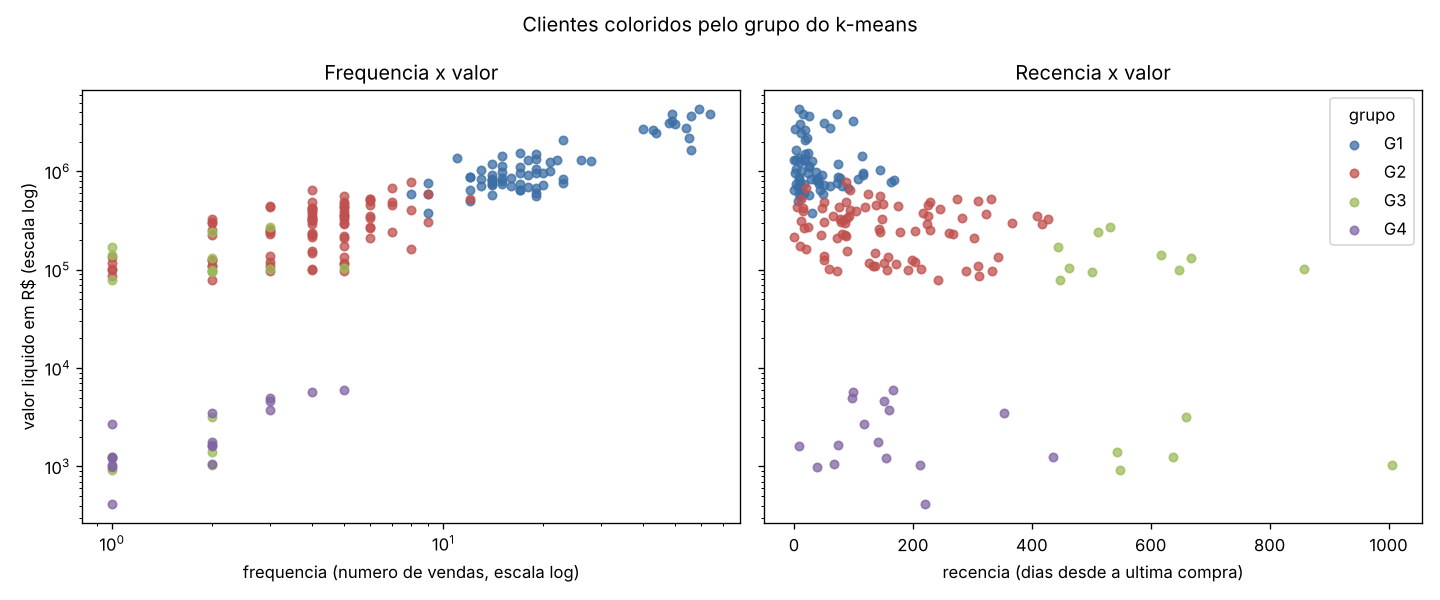 Clientes coloridos pelo grupo do k-means
Frequencia x valor
Recencia x valor
valor liquido em R$ (escala log)
10^6
10^5
10^4
10^3
10^0
10^1
frequencia (numero de vendas, escala log)
grupo
G1
G2
G3
G4
0
200
400
600
800
1000
recencia (dias desde a ultima compra)